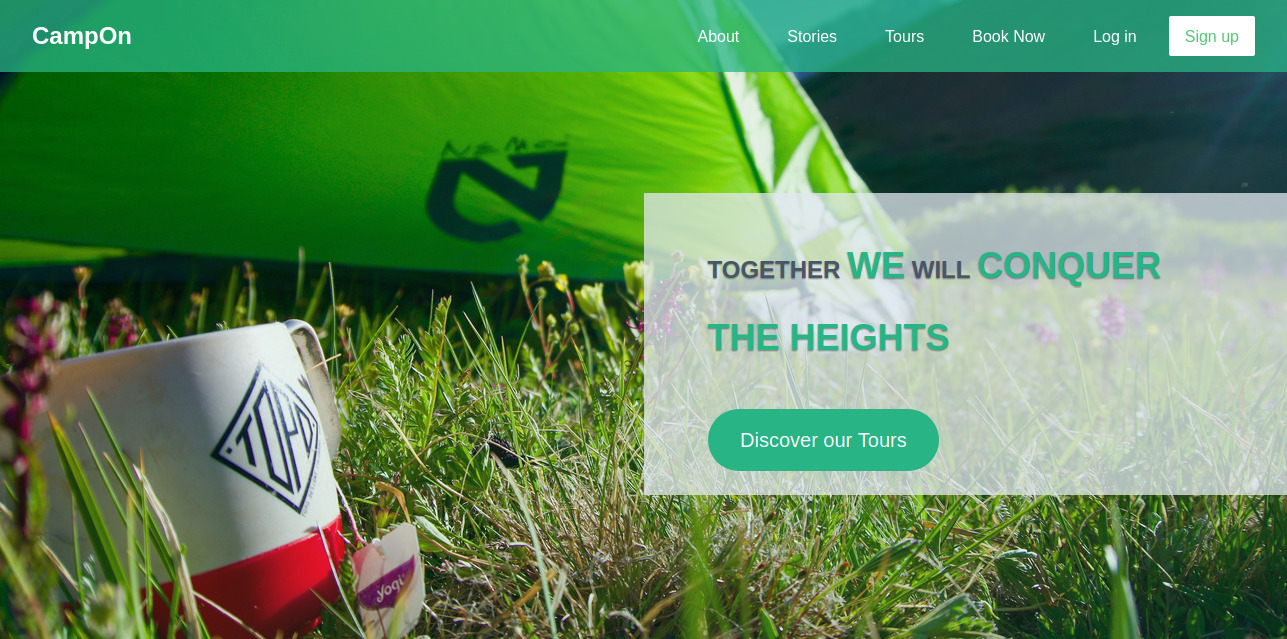 CampOn
About
Stories
Tours
Book Now
Log in
Sign up
NEMO
TOGETHER WE WILL CONQUER
THE HEIGHTS
Discover our Tours
TOPO
yogi